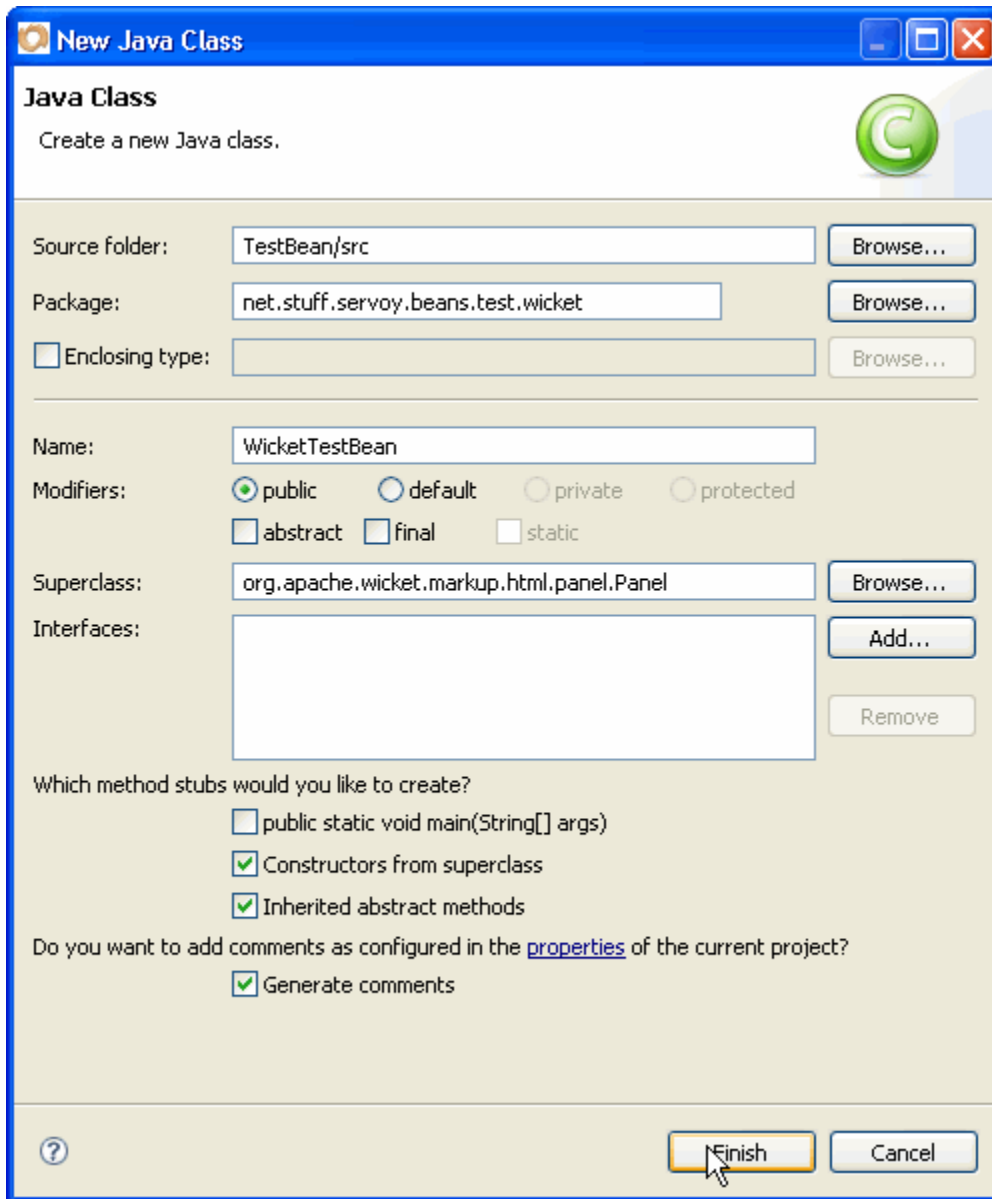 New Java Class
Java Class
Create a new Java class.
C
Source folder: TestBean/src Browse...
Package: net.stuff.servoy.beans.test.wicket Browse...
Enclosing type: Browse...
Name: WicketTestBean
Modifiers: public default private protected
abstract final static
Superclass: org.apache.wicket.markup.html.panel.Panel Browse...
Interfaces: Add...
Remove
Which method stubs would you like to create?
public static void main(String[] args)
Constructors from superclass
Inherited abstract methods
Do you want to add comments as configured in the properties of the current project?
Generate comments
? Finish Cancel